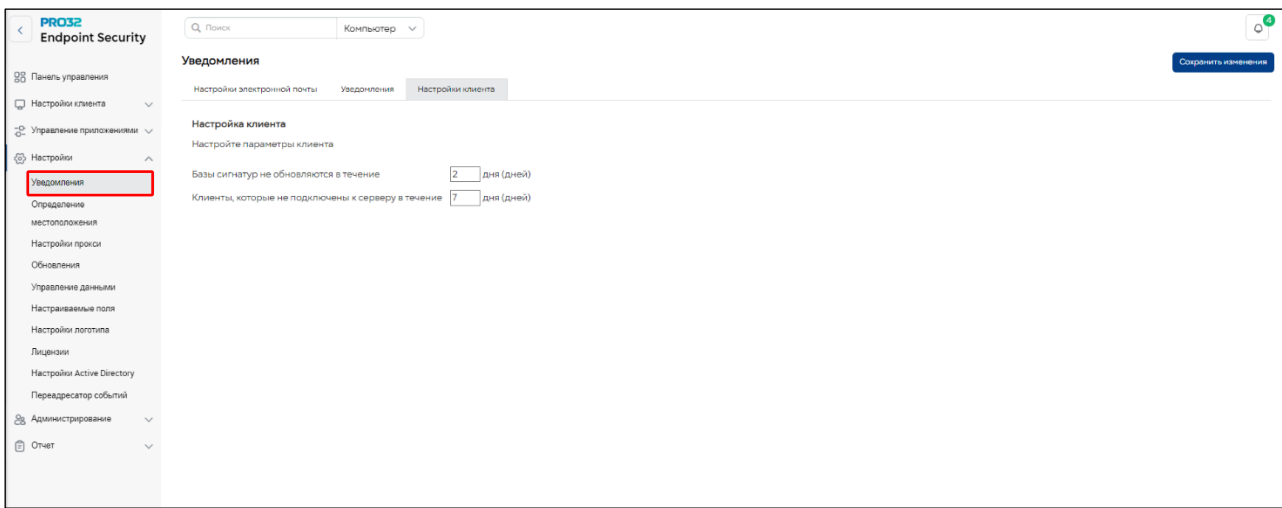 PRO32
Endpoint Security
Поиск
Компьютер
4
Уведомления
Сохранить изменения
Панель управления
Настройки клиента
Управление приложениями
Настройки
Уведомления
Определение
местоположения
Настройки прокси
Обновления
Управление данными
Настраиваемые поля
Настройки логотипа
Лицензии
Настройки Active Directory
Переадресатор событий
Администрирование
Отчет
Настройки электронной почты Уведомления Настройки клиента
Настройка клиента
Настройте параметры клиента
Базы сигнатур не обновляются в течение 2 дня (дней)
Клиенты, которые не подключены к серверу в течение 7 дня (дней)